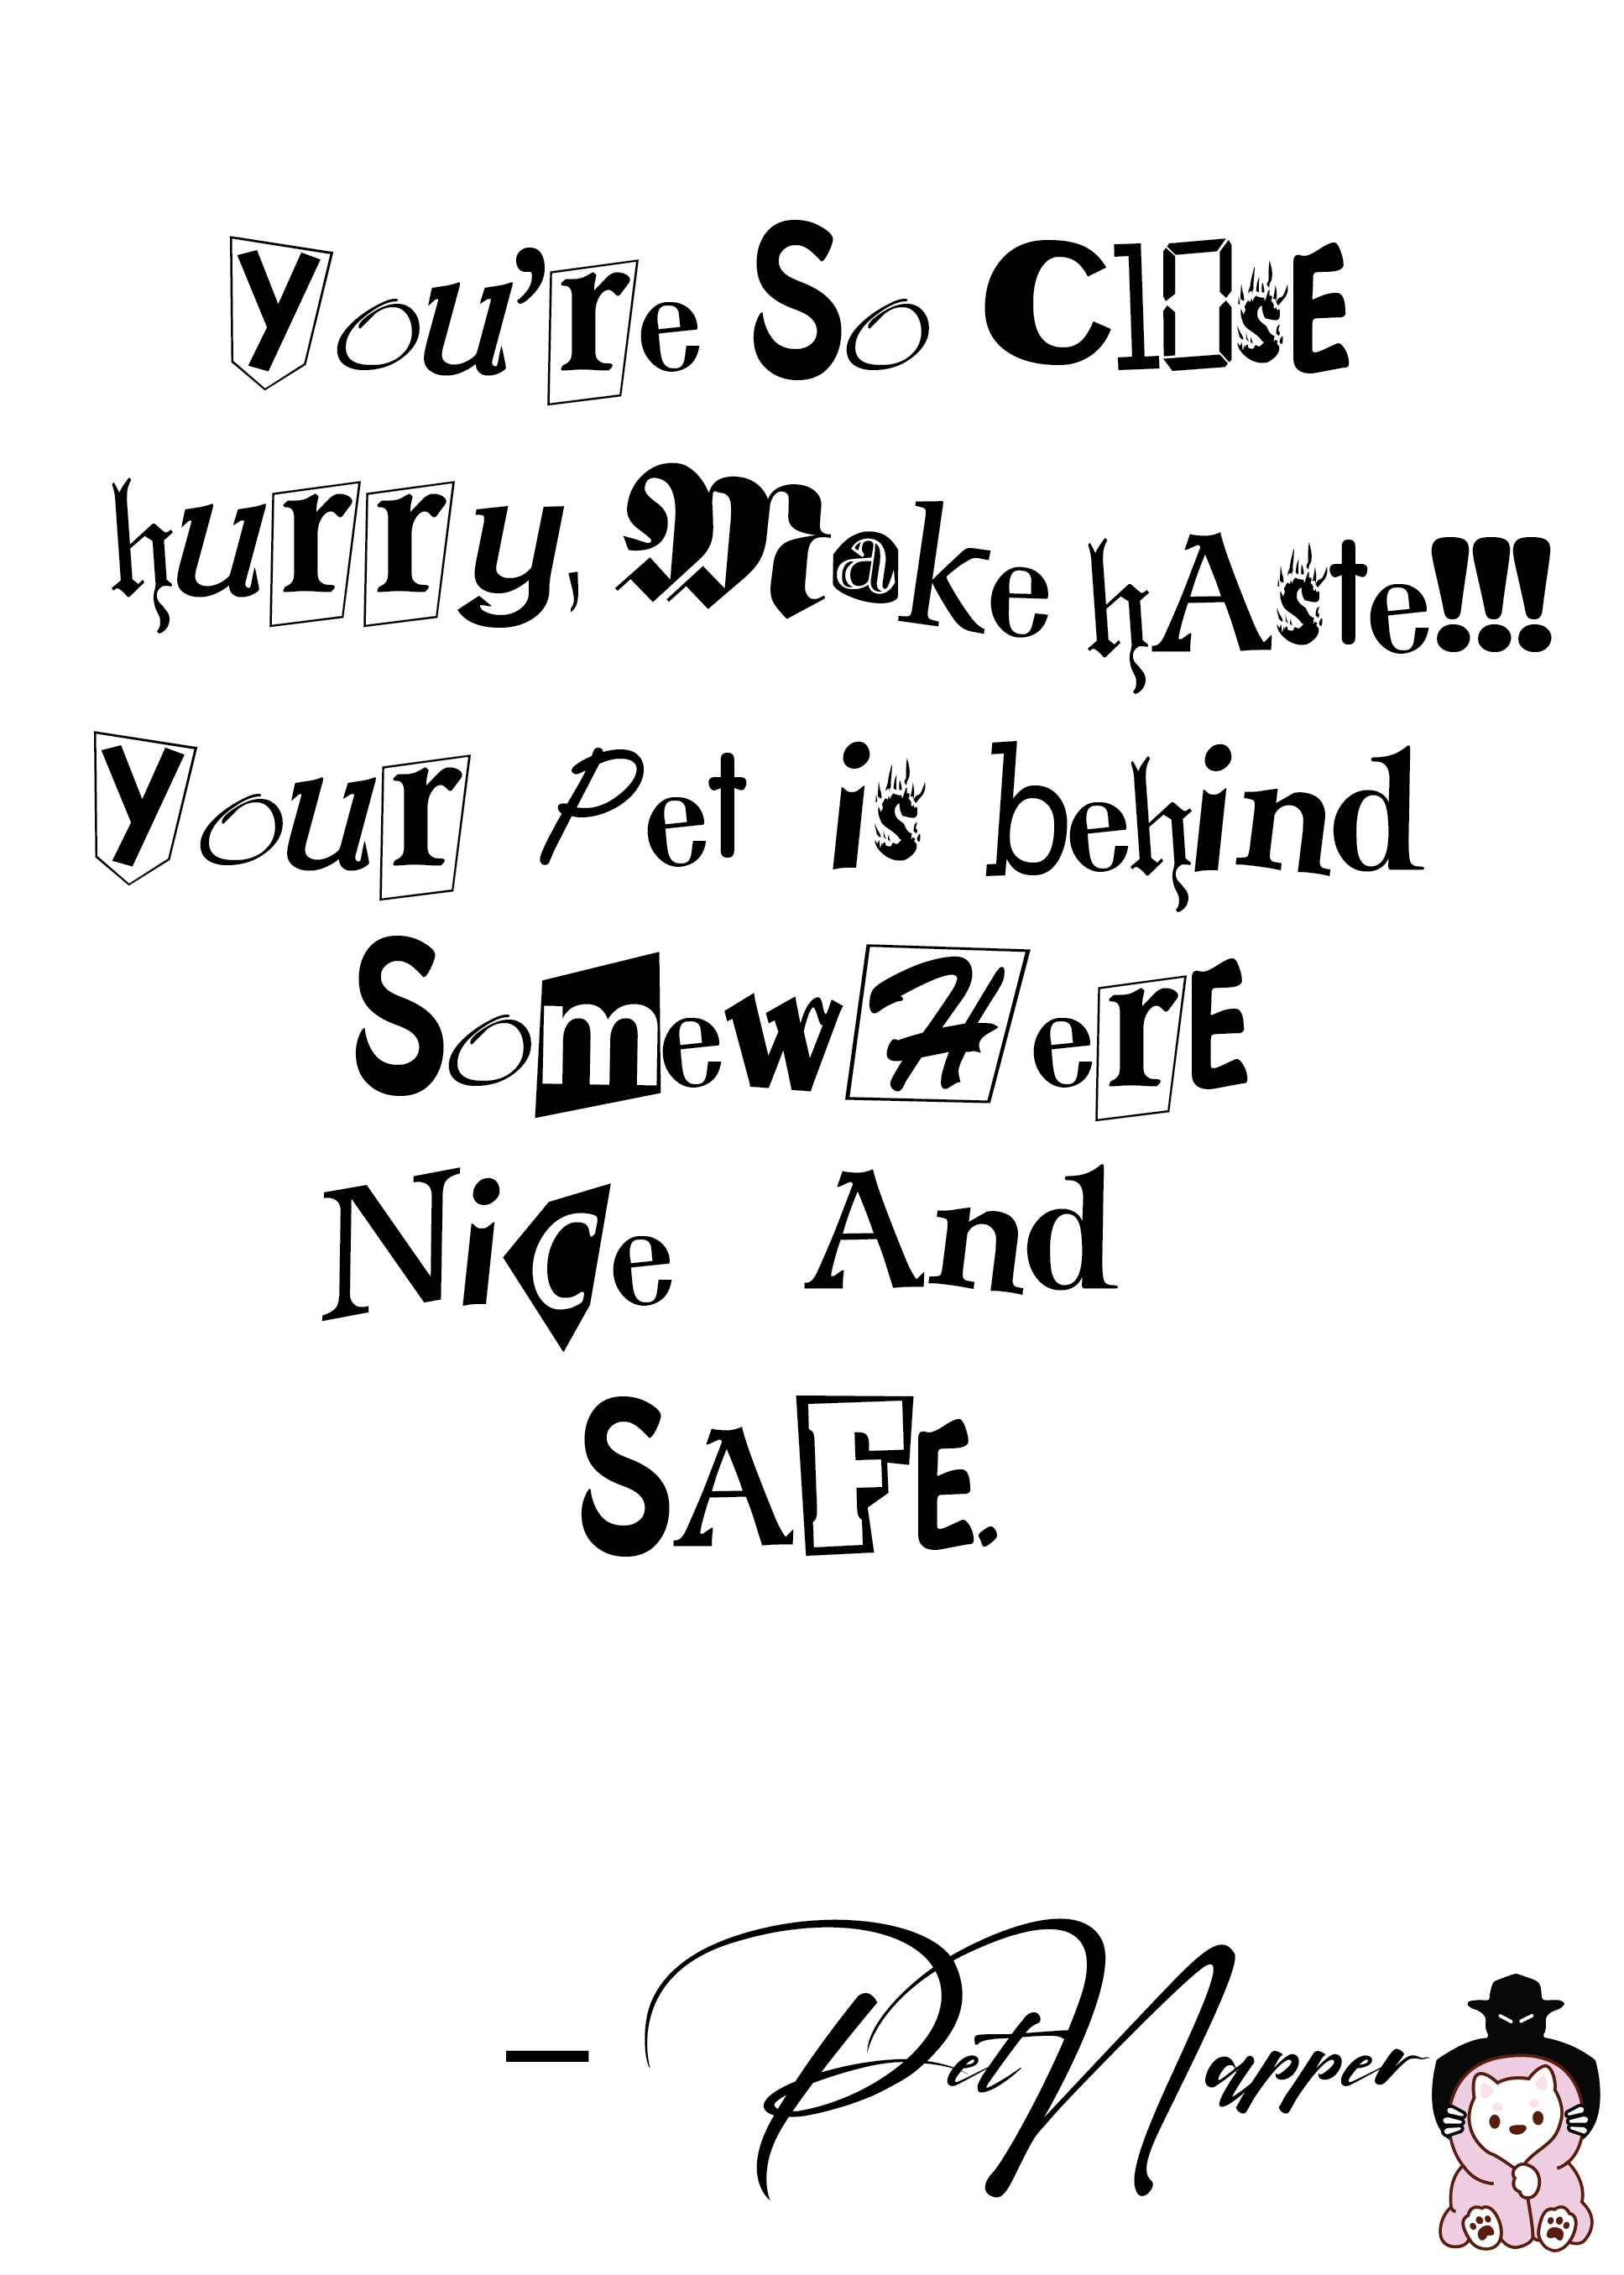 You're So ClOsE
hurry, Make hAste!!!
Your Pet is behind
SomewHerE
NiCe And
SAFE.
– PetNapper